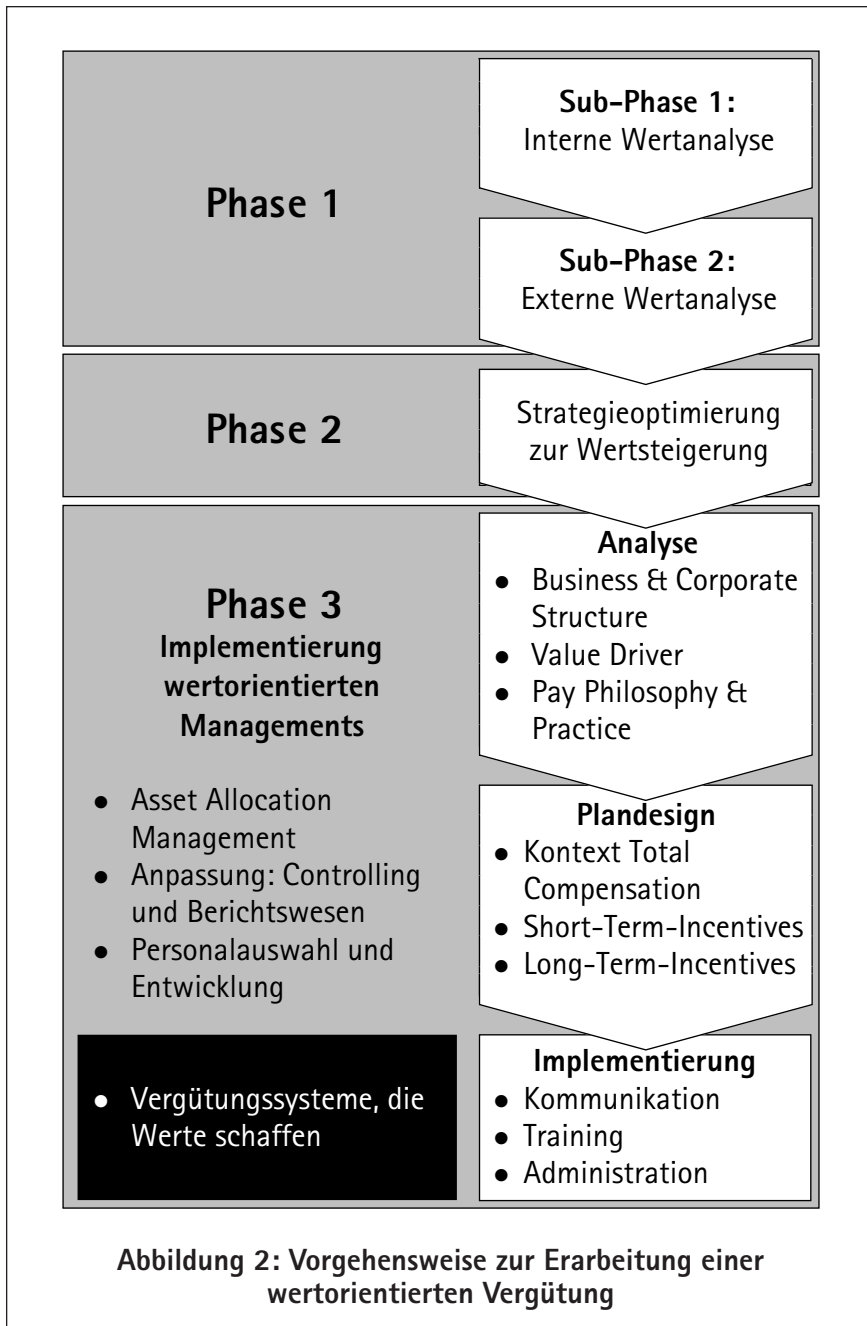 Phase 1
Sub-Phase 1:
Interne Wertanalyse
Sub-Phase 2:
Externe Wertanalyse
Phase 2
Strategieoptimierung
zur Wertsteigerung
Phase 3
Implementierung
wertorientierten
Managements
● Asset Allocation
Management
● Anpassung: Controlling
und Berichtswesen
● Personalauswahl und
Entwicklung
● Vergütungssysteme, die
Werte schaffen
Analyse
● Business & Corporate
Structure
● Value Driver
● Pay Philosophy &
Practice
Plandesign
● Kontext Total
Compensation
● Short-Term-Incentives
● Long-Term-Incentives
Implementierung
● Kommunikation
● Training
● Administration
Abbildung 2: Vorgehensweise zur Erarbeitung einer
wertorientierten Vergütung